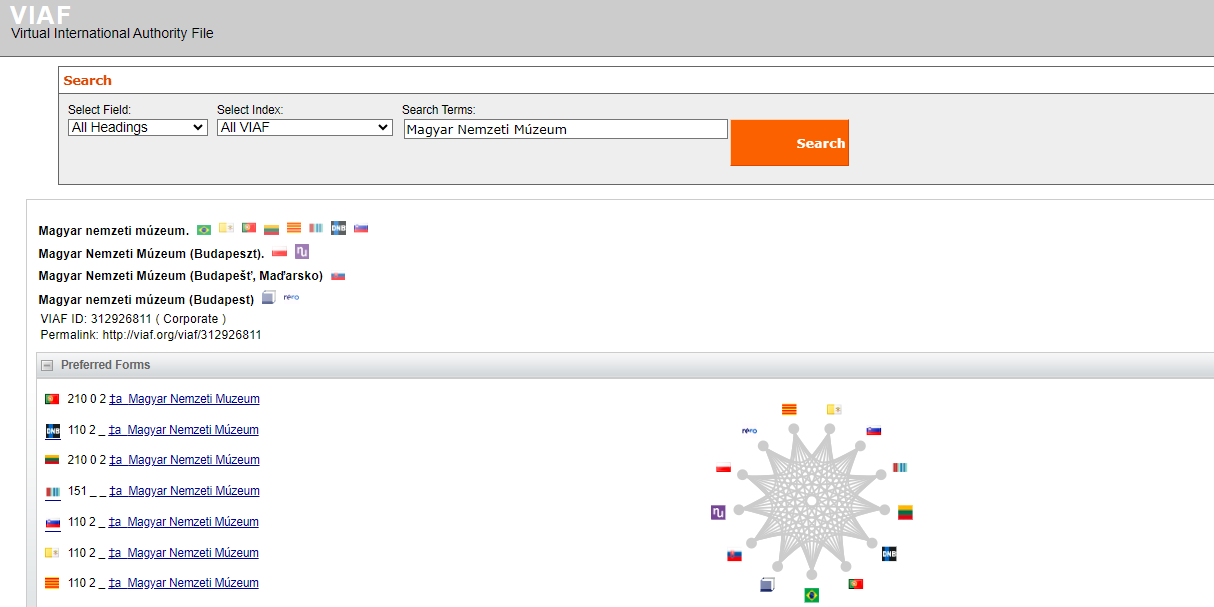 VIAF
Virtual International Authority File
Search
Select Field: Select Index: Search Terms:
All Headings All VIAF Magyar Nemzeti Múzeum
Search
Magyar nemzeti múzeum. DNB
Magyar Nemzeti Múzeum (Budapeszt). nu
Magyar Nemzeti Múzeum (Budapešť, Maďarsko)
Magyar nemzeti múzeum (Budapest) rero
VIAF ID: 312926811 ( Corporate )
Permalink: http://viaf.org/viaf/312926811
Preferred Forms
210 0 2 ‡a Magyar Nemzeti Muzeum
DNB 110 2 _ ‡a Magyar Nemzeti Múzeum
210 0 2 ‡a Magyar Nemzeti Múzeum
151 _ _ ‡a Magyar Nemzeti Múzeum
110 2 _ ‡a Magyar Nemzeti Múzeum
110 2 _ ‡a Magyar Nemzeti Múzeum
110 2 _ ‡a Magyar Nemzeti Múzeum
rero
nu
DNB